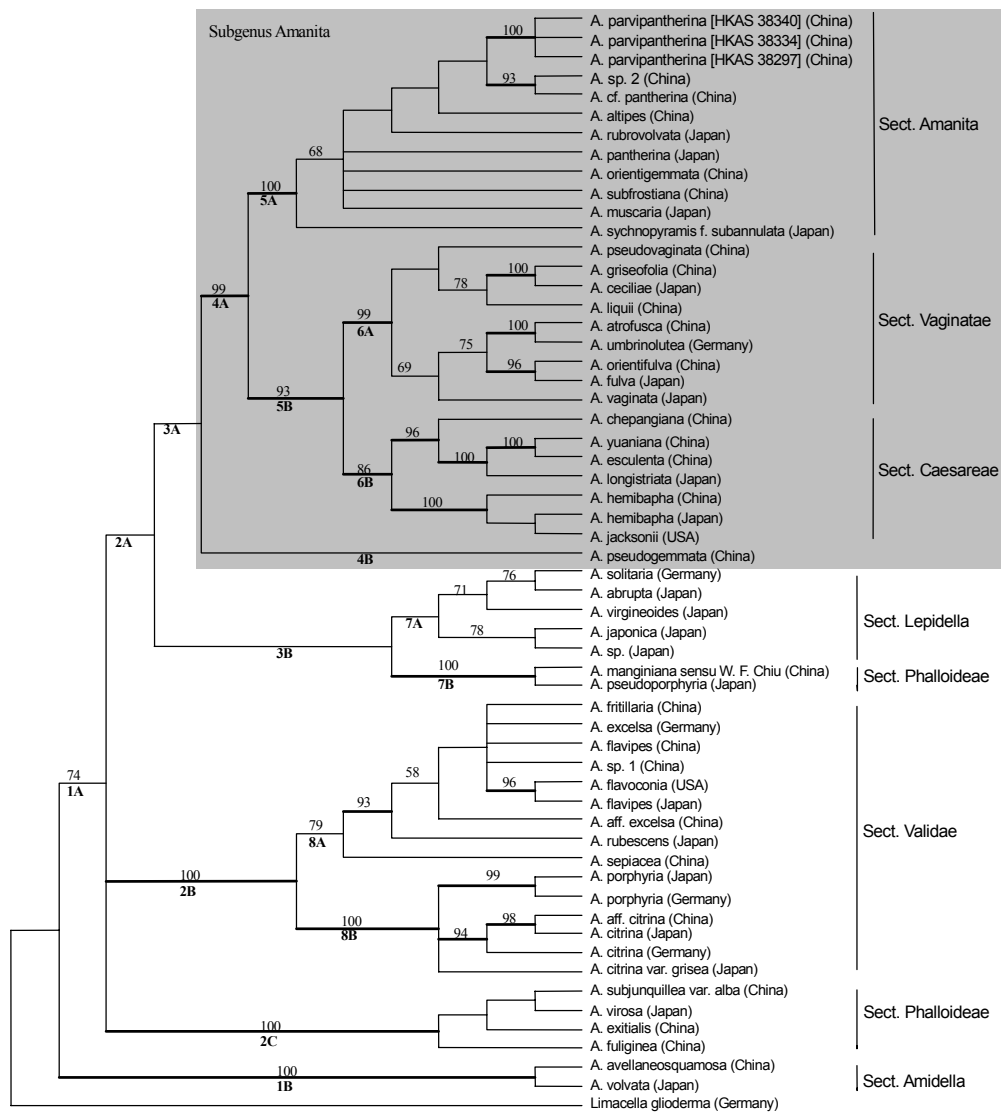 Subgenus Amanita
100
A. parvipantherina [HKAS 38340] (China)
A. parvipantherina [HKAS 38334] (China)
A. parvipantherina [HKAS 38297] (China)
93
A. sp. 2 (China)
A. cf. pantherina (China)
A. altipes (China)
A. rubrovolvata (Japan)
Sect. Amanita
68
A. pantherina (Japan)
A. orientigemmata (China)
100
5A
A. subfrostiana (China)
A. muscaria (Japan)
A. sychnopyramis f. subannulata (Japan)
A. pseudovaginata (China)
100
A. griseofolia (China)
78
A. ceciliae (Japan)
99
4A
A. liquii (China)
99
6A
Sect. Vaginatae
100
A. atrofusca (China)
75
A. umbrinolutea (Germany)
69
96
A. orientifulva (China)
A. fulva (Japan)
93
5B
A. vaginata (Japan)
3A
A. chepangiana (China)
96
100
A. yuaniana (China)
100
A. esculenta (China)
86
6B
A. longistriata (Japan)
Sect. Caesareae
100
A. hemibapha (China)
A. hemibapha (Japan)
A. jacksonii (USA)
2A
4B
A. pseudogemmata (China)
76
A. solitaria (Germany)
71
A. abrupta (Japan)
7A
A. virgineoides (Japan)
Sect. Lepidella
78
A. japonica (Japan)
3B
A. sp. (Japan)
100
7B
A. manginiana sensu W. F. Chiu (China)
A. pseudoporphyria (Japan)
Sect. Phalloideae
A. fritillaria (China)
A. excelsa (Germany)
A. flavipes (China)
A. sp. 1 (China)
74
1A
58
96
A. flavoconia (USA)
A. flavipes (Japan)
93
A. aff. excelsa (China)
Sect. Validae
79
8A
A. rubescens (Japan)
A. sepiacea (China)
100
2B
99
A. porphyria (Japan)
A. porphyria (Germany)
100
8B
98
A. aff. citrina (China)
94
A. citrina (Japan)
A. citrina (Germany)
A. citrina var. grisea (Japan)
A. subjunquillea var. alba (China)
A. virosa (Japan)
Sect. Phalloideae
100
2C
A. exitialis (China)
A. fuliginea (China)
100
1B
A. avellaneosquamosa (China)
A. volvata (Japan)
Sect. Amidella
Limacella glioderma (Germany)